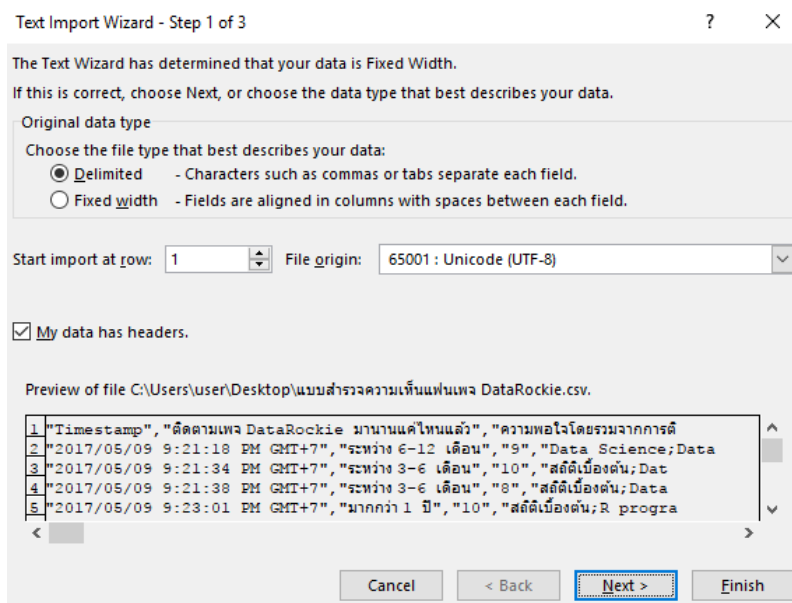 Text Import Wizard - Step 1 of 3 ?
The Text Wizard has determined that your data is Fixed Width.
If this is correct, choose Next, or choose the data type that best describes your data.
Original data type
Choose the file type that best describes your data:
Delimited - Characters such as commas or tabs separate each field.
Fixed width - Fields are aligned in columns with spaces between each field.
Start import at row: 1 File origin: 65001 : Unicode (UTF-8)
My data has headers.
Preview of file C:\Users\user\Desktop\แบบสำรวจความเห็นแฟนเพจ DataRockie.csv.
1 "Timestamp","ติดตามเพจ DataRockie มานานแค่ไหนแล้ว","ความพอใจโดยรวมจากการติ
2 "2017/05/09 9:21:18 PM GMT+7","ระหว่าง 6-12 เดือน","9","Data Science;Data
3 "2017/05/09 9:21:34 PM GMT+7","ระหว่าง 3-6 เดือน","10","สถิติเบื้องต้น;Dat
4 "2017/05/09 9:21:38 PM GMT+7","ระหว่าง 3-6 เดือน","8","สถิติเบื้องต้น;Data
5 "2017/05/09 9:23:01 PM GMT+7","มากกว่า 1 ปี","10","สถิติเบื้องต้น;R progra
Cancel < Back Next > Finish